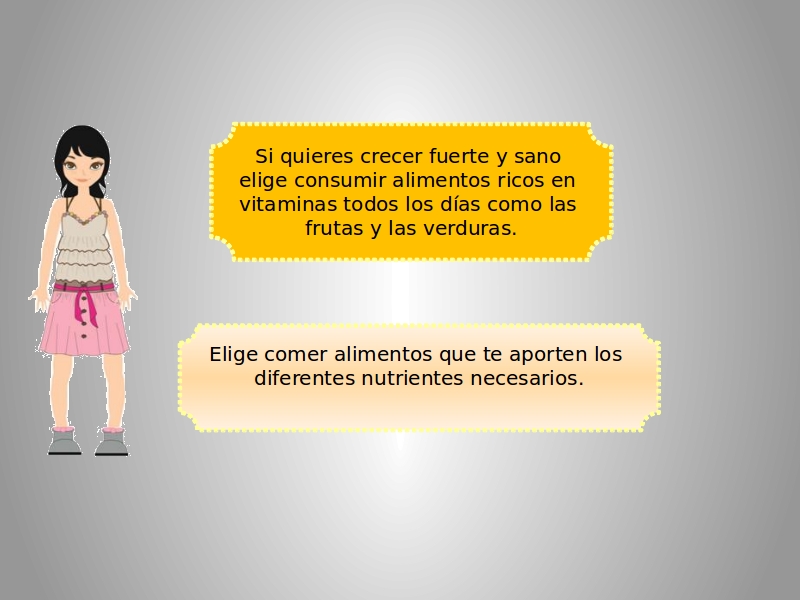 Si quieres crecer fuerte y sano
elige consumir alimentos ricos en
vitaminas todos los días como las
frutas y las verduras.
Elige comer alimentos que te aporten los
diferentes nutrientes necesarios.